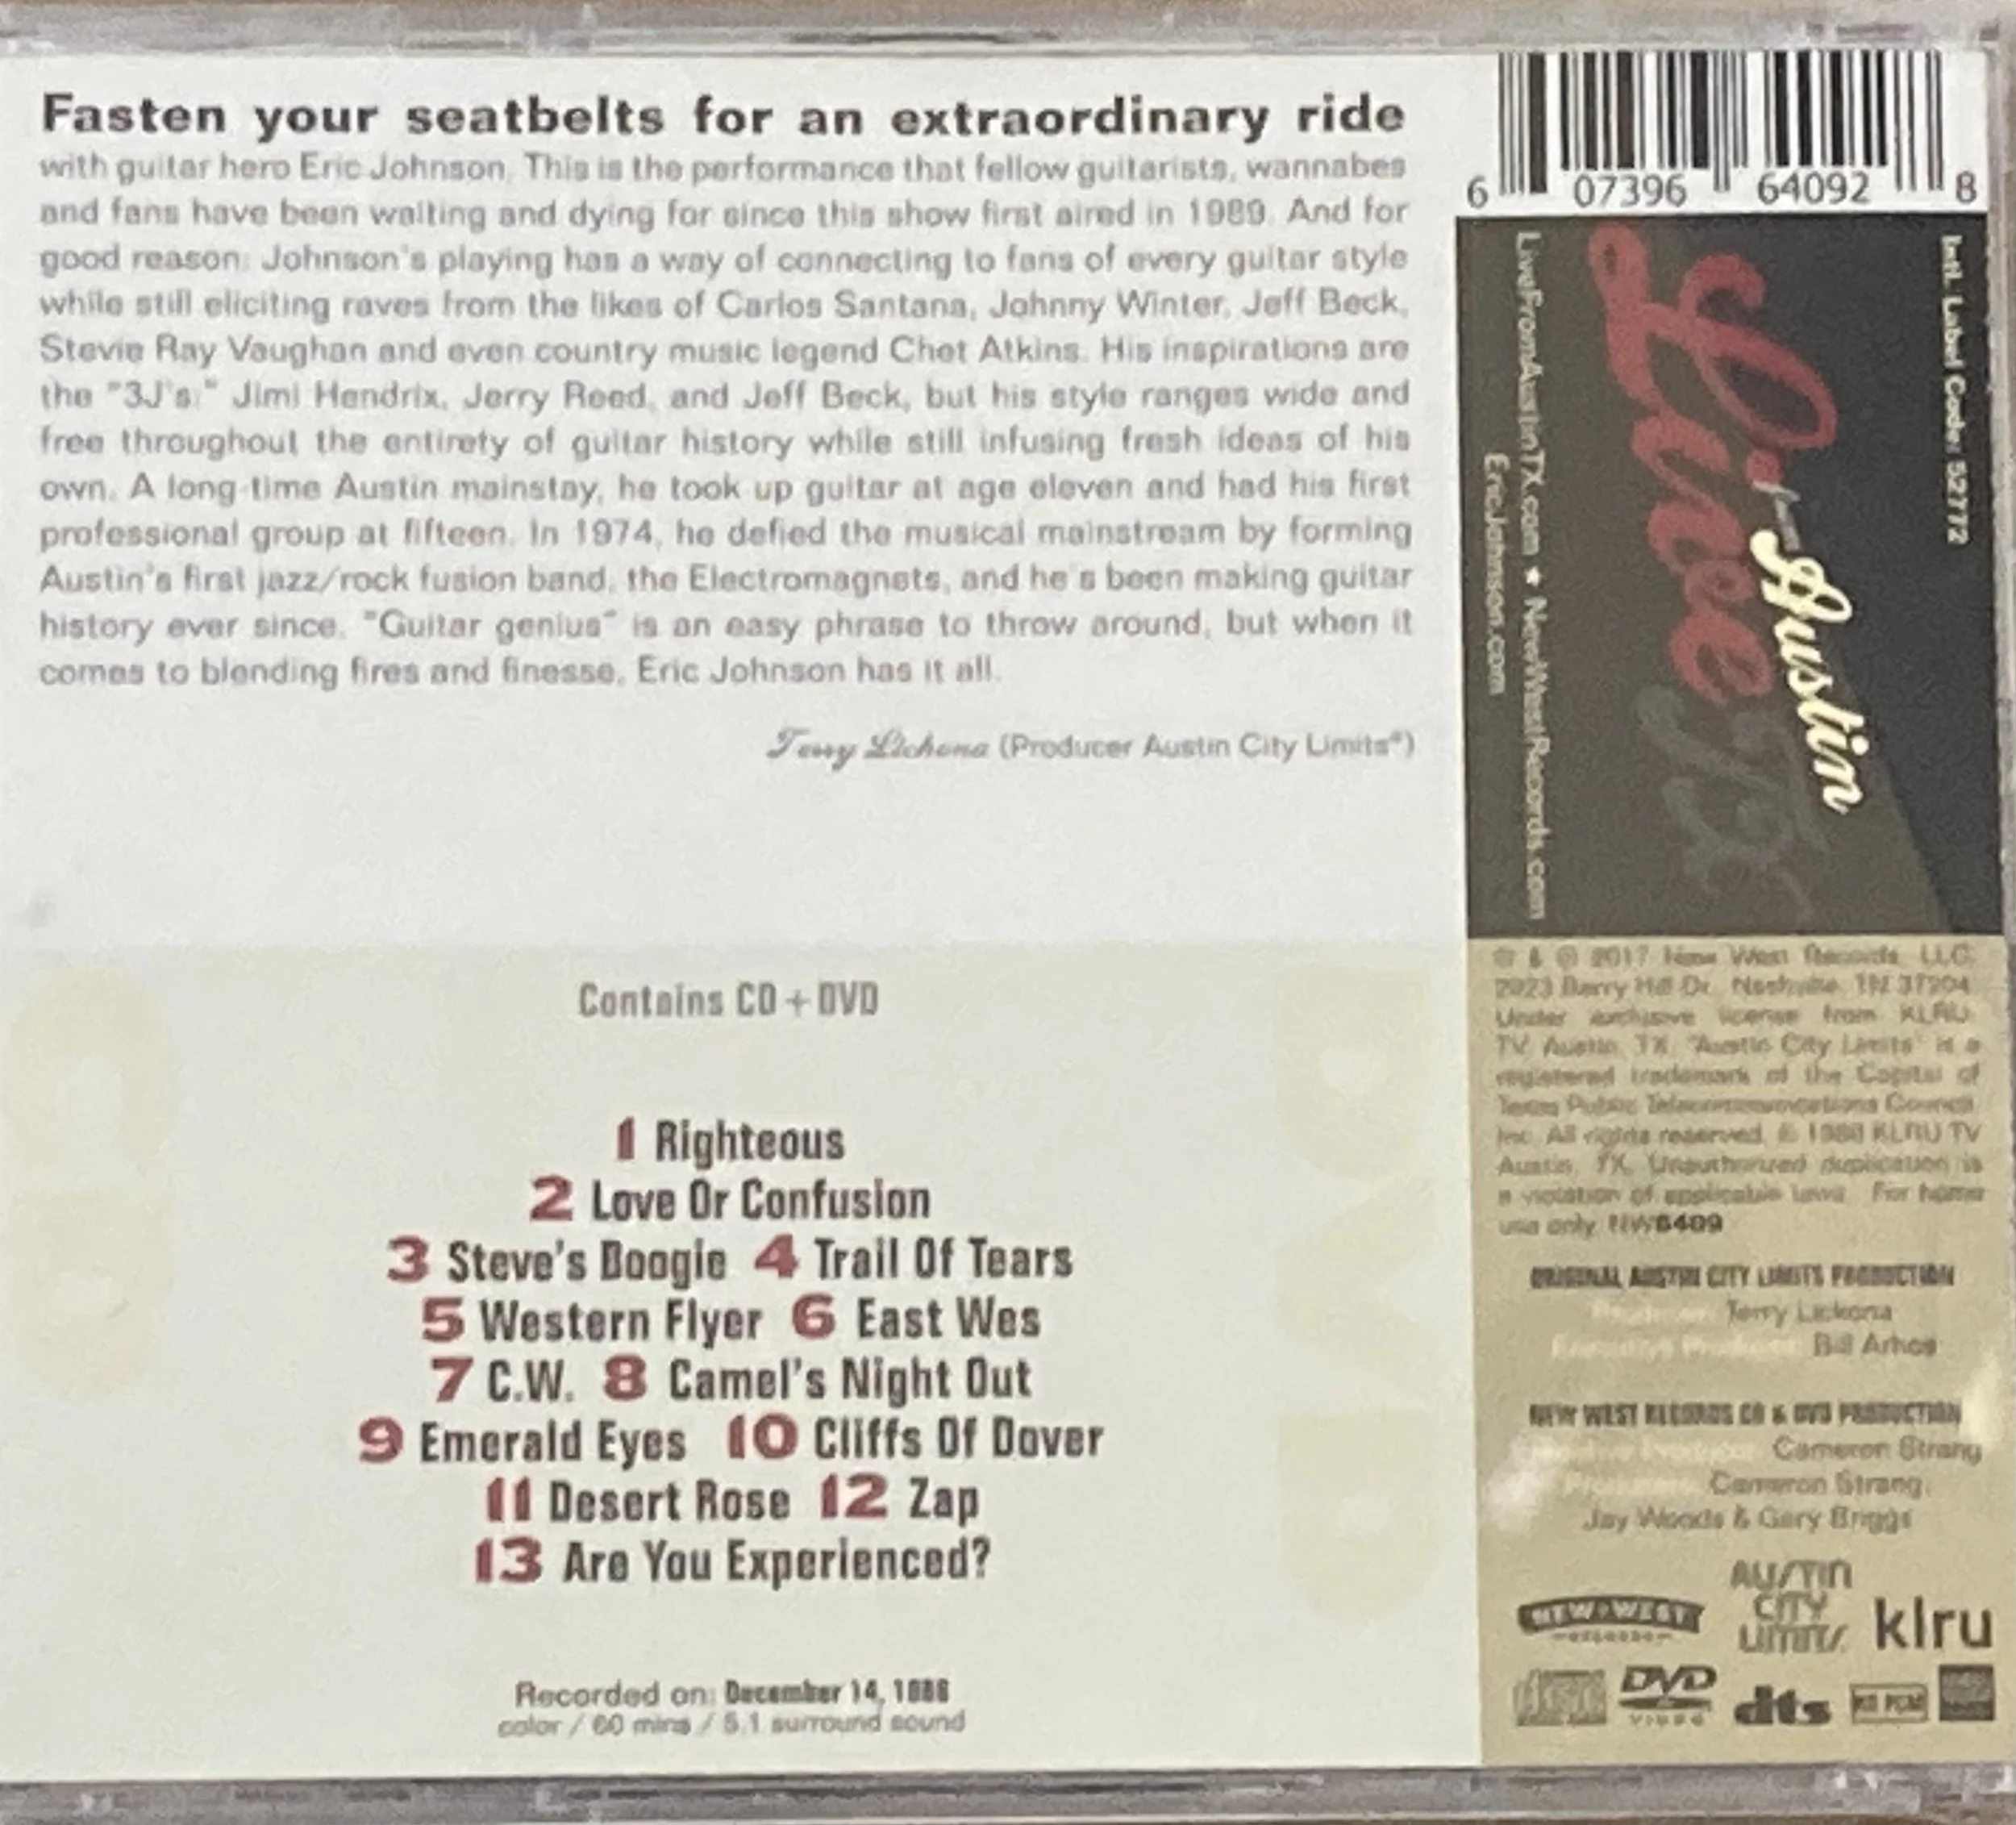 Fasten your seatbelts for an extraordinary ride
with guitar hero Eric Johnson. This is the performance that fellow guitarists, wannabes
and fans have been waiting and dying for since this show first aired in 1989. And for
good reason: Johnson's playing has a way of connecting to fans of every guitar style
while still eliciting raves from the likes of Carlos Santana, Johnny Winter, Jeff Beck,
Stevie Ray Vaughan and even country music legend Chet Atkins. His inspirations are
the "3J's:" Jimi Hendrix, Jerry Reed, and Jeff Beck, but his style ranges wide and
free throughout the entirety of guitar history while still infusing fresh ideas of his
own. A long-time Austin mainstay, he took up guitar at age eleven and had his first
professional group at fifteen. In 1974, he defied the musical mainstream by forming
Austin's first jazz/rock fusion band, the Electromagnets, and he's been making guitar
history ever since. "Guitar genius" is an easy phrase to throw around, but when it
comes to blending fires and finesse, Eric Johnson has it all.
Terry Lickona (Producer Austin City Limits®)
Contains CD + DVD
1 Righteous
2 Love Or Confusion
3 Steve's Boogie 4 Trail Of Tears
5 Western Flyer 6 East Wes
7 C.W. 8 Camel's Night Out
9 Emerald Eyes 10 Cliffs Of Dover
11 Desert Rose 12 Zap
13 Are You Experienced?
Recorded on: December 14, 1988
color / 60 mins / 5.1 surround sound
6 07396 64092 8
Intl. Label Code: 52772
Live
Austin
TX
LiveFromAustinTX.com ★ NewWestRecords.com
EricJohnson.com
℗ & © 2017 New West Records, LLC
2923 Berry Hill Dr. Nashville, TN 37204
Under exclusive license from KLRU-
TV, Austin, TX. "Austin City Limits" is a
registered trademark of the Capital of
Texas Public Telecommunications Council,
Inc. All rights reserved. © 1988 KLRU TV
Austin, TX. Unauthorized duplication is
a violation of applicable laws. For home
use only. NW6409
ORIGINAL AUSTIN CITY LIMITS PRODUCTION
Producer Terry Lickona
Executive Producer Bill Arhos
NEW WEST RECORDS CD & DVD PRODUCTION
Cameron Strang
Cameron Strang,
Jay Woods & Gary Briggs
NEW WEST
RECORDS
AUSTIN
CITY
LIMITS
klru
DVD
VIDEO
dts